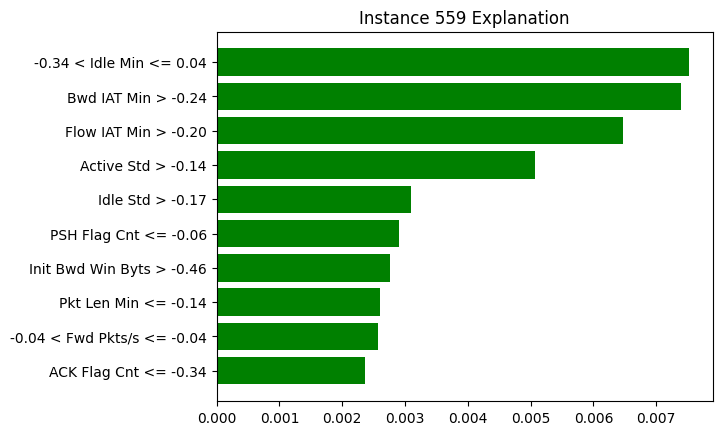 Instance 559 Explanation
-0.34 < Idle Min <= 0.04
Bwd IAT Min > -0.24
Flow IAT Min > -0.20
Active Std > -0.14
Idle Std > -0.17
PSH Flag Cnt <= -0.06
Init Bwd Win Byts > -0.46
Pkt Len Min <= -0.14
-0.04 < Fwd Pkts/s <= -0.04
ACK Flag Cnt <= -0.34
0.000 0.001 0.002 0.003 0.004 0.005 0.006 0.007